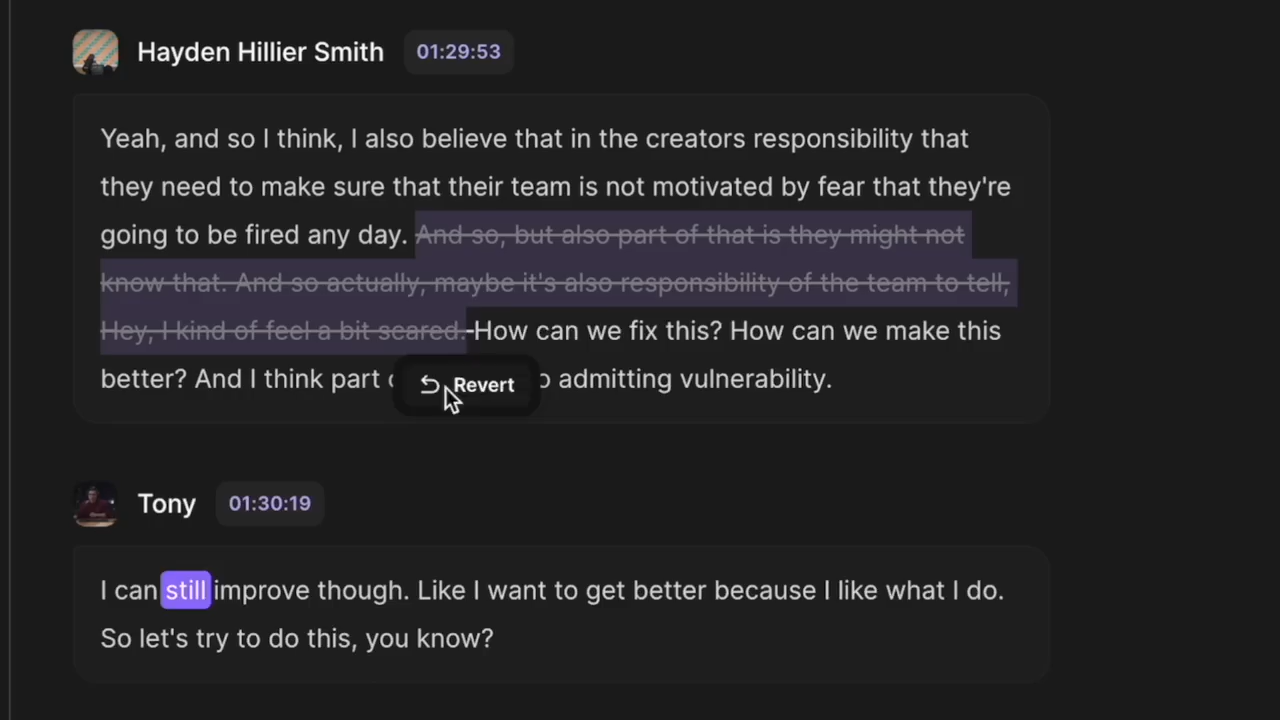 Hayden Hillier Smith 01:29:53
Yeah, and so I think, I also believe that in the creators responsibility that
they need to make sure that their team is not motivated by fear that they're
going to be fired any day. And so, but also part of that is they might not
know that. And so actually, maybe it's also responsibility of the team to tell,
Hey, I kind of feel a bit scared. How can we fix this? How can we make this
better? And I think part admitting vulnerability.
Revert
Tony 01:30:19
I can still improve though. Like I want to get better because I like what I do.
So let's try to do this, you know?